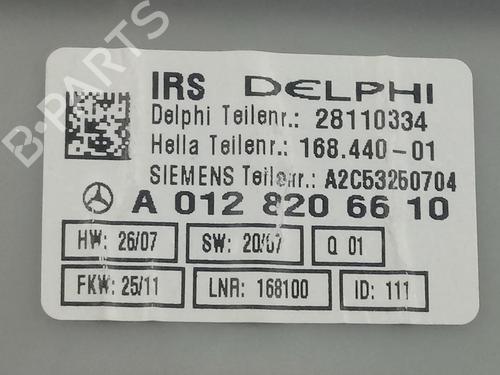 IRS DELPHI
Delphi Teilenr.: 28110334
Hella Teilenr.: 168.440-01
SIEMENS Teilenr.: A2C53250704
A 012 820 66 10
HW: 26/07 SW: 20/07 Q 01
FKW: 25/11 LNR: 168100 ID: 111
B-PARTS